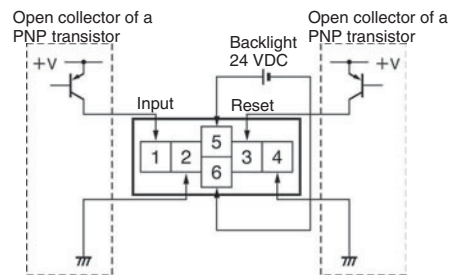 Open collector of a
PNP transistor
Open collector of a
PNP transistor
Backlight
24 VDC
+V
+V
Input
Reset
1
2
5
6
3
4